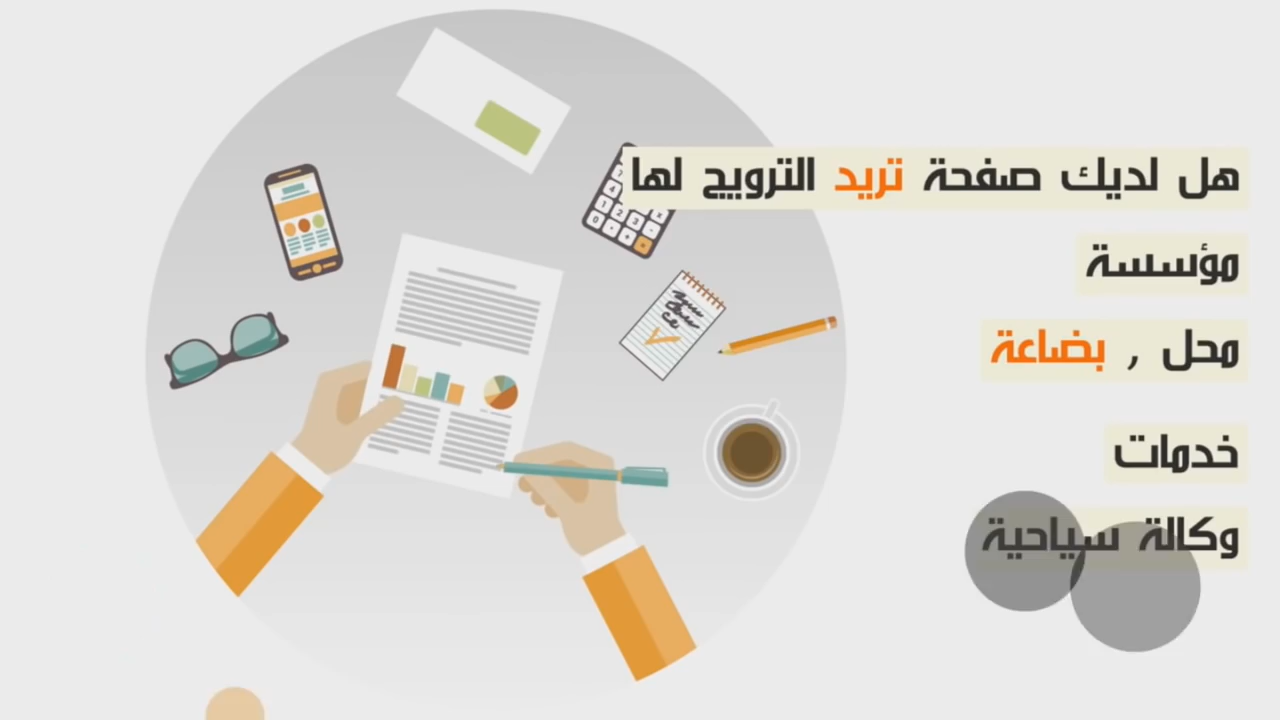 هل لديك صفحة تريد الترويج لها
مؤسسة
محل , بضاعة
خدمات
وكالة سياحية